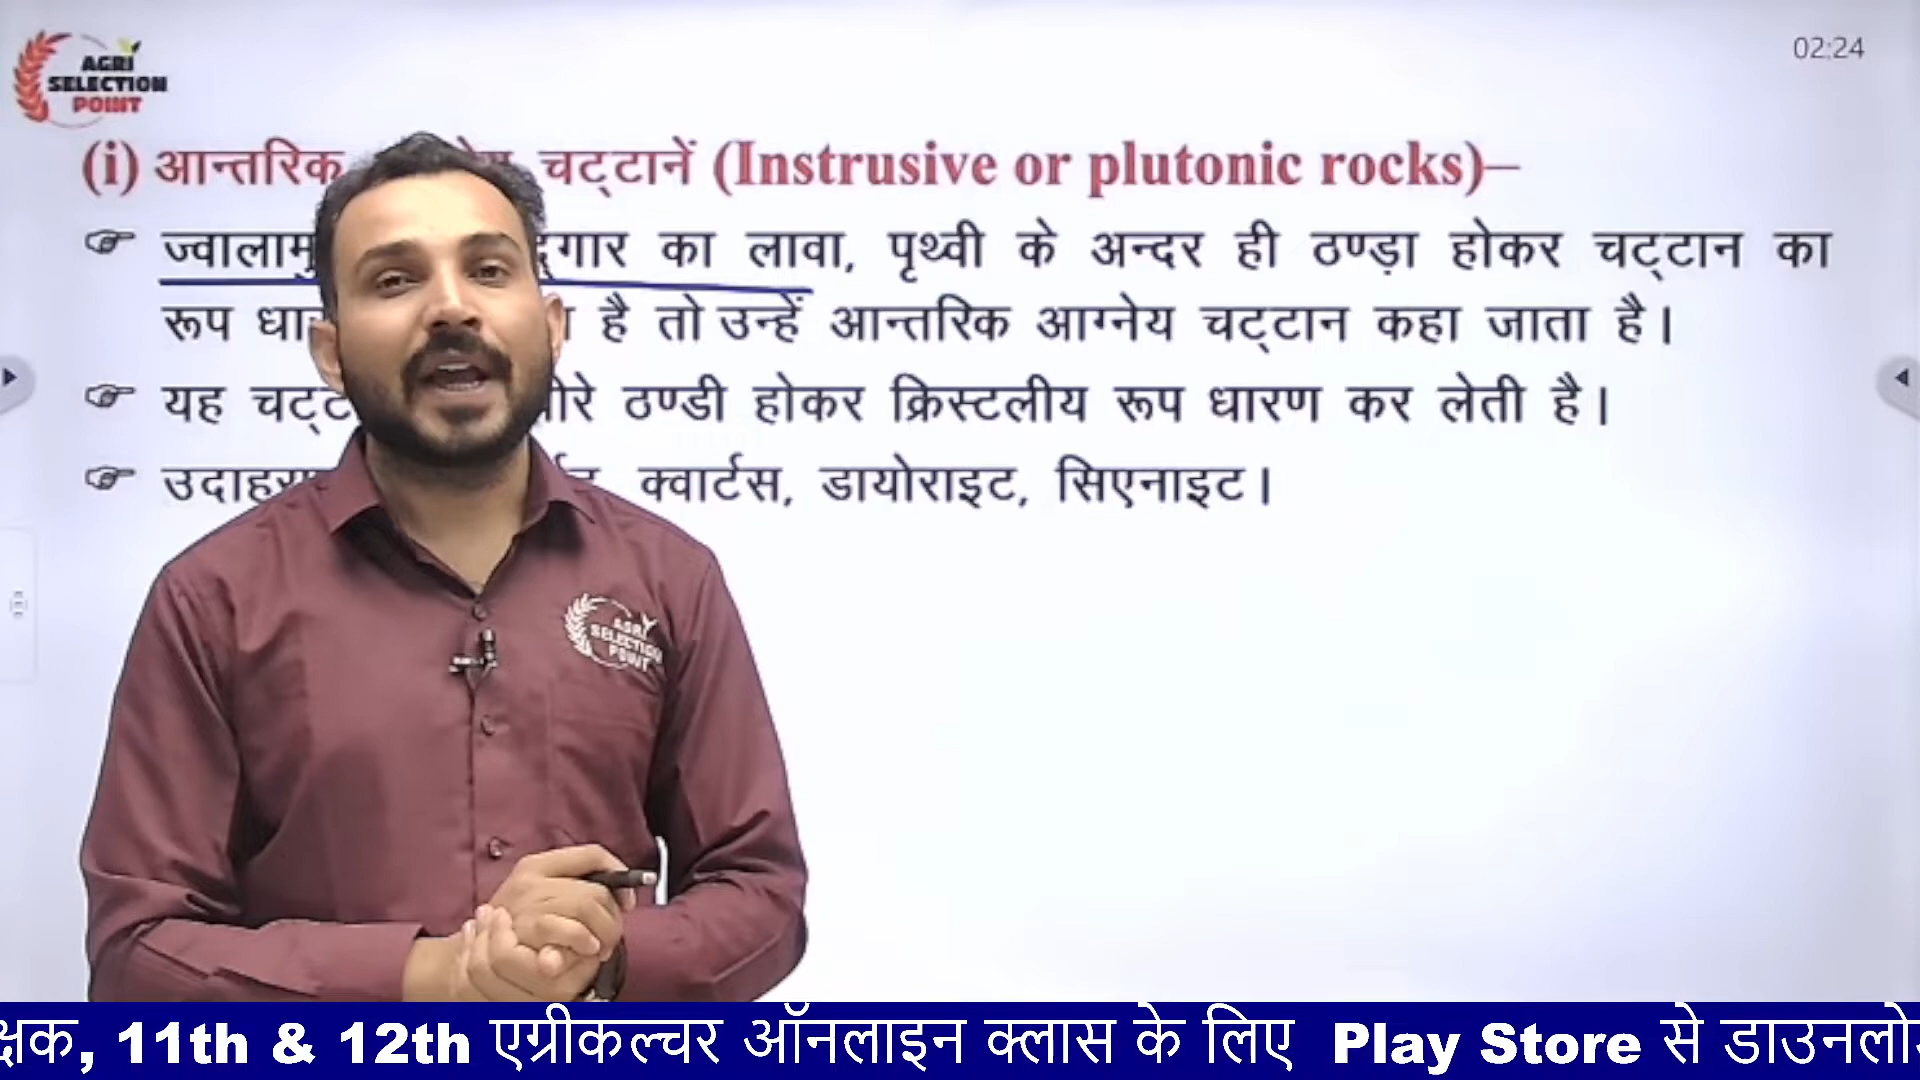 AGRI
SELECTION
POINT
02:24
(i) आन्तरिक चट्टानें (Instrusive or plutonic rocks)–
का लावा, पृथ्वी के अन्दर ही ठण्ड़ा होकर चट्टान का
रूप है तो उन्हें आन्तरिक आग्नेय चट्टान कहा जाता है।
यह ठण्डी होकर क्रिस्टलीय रूप धारण कर लेती है।
क्वार्टस, डायोराइट, सिएनाइट।
AGRI
SELECTION
POINT
क्षक, 11th & 12th एग्रीकल्चर ऑनलाइन क्लास के लिए Play Store से